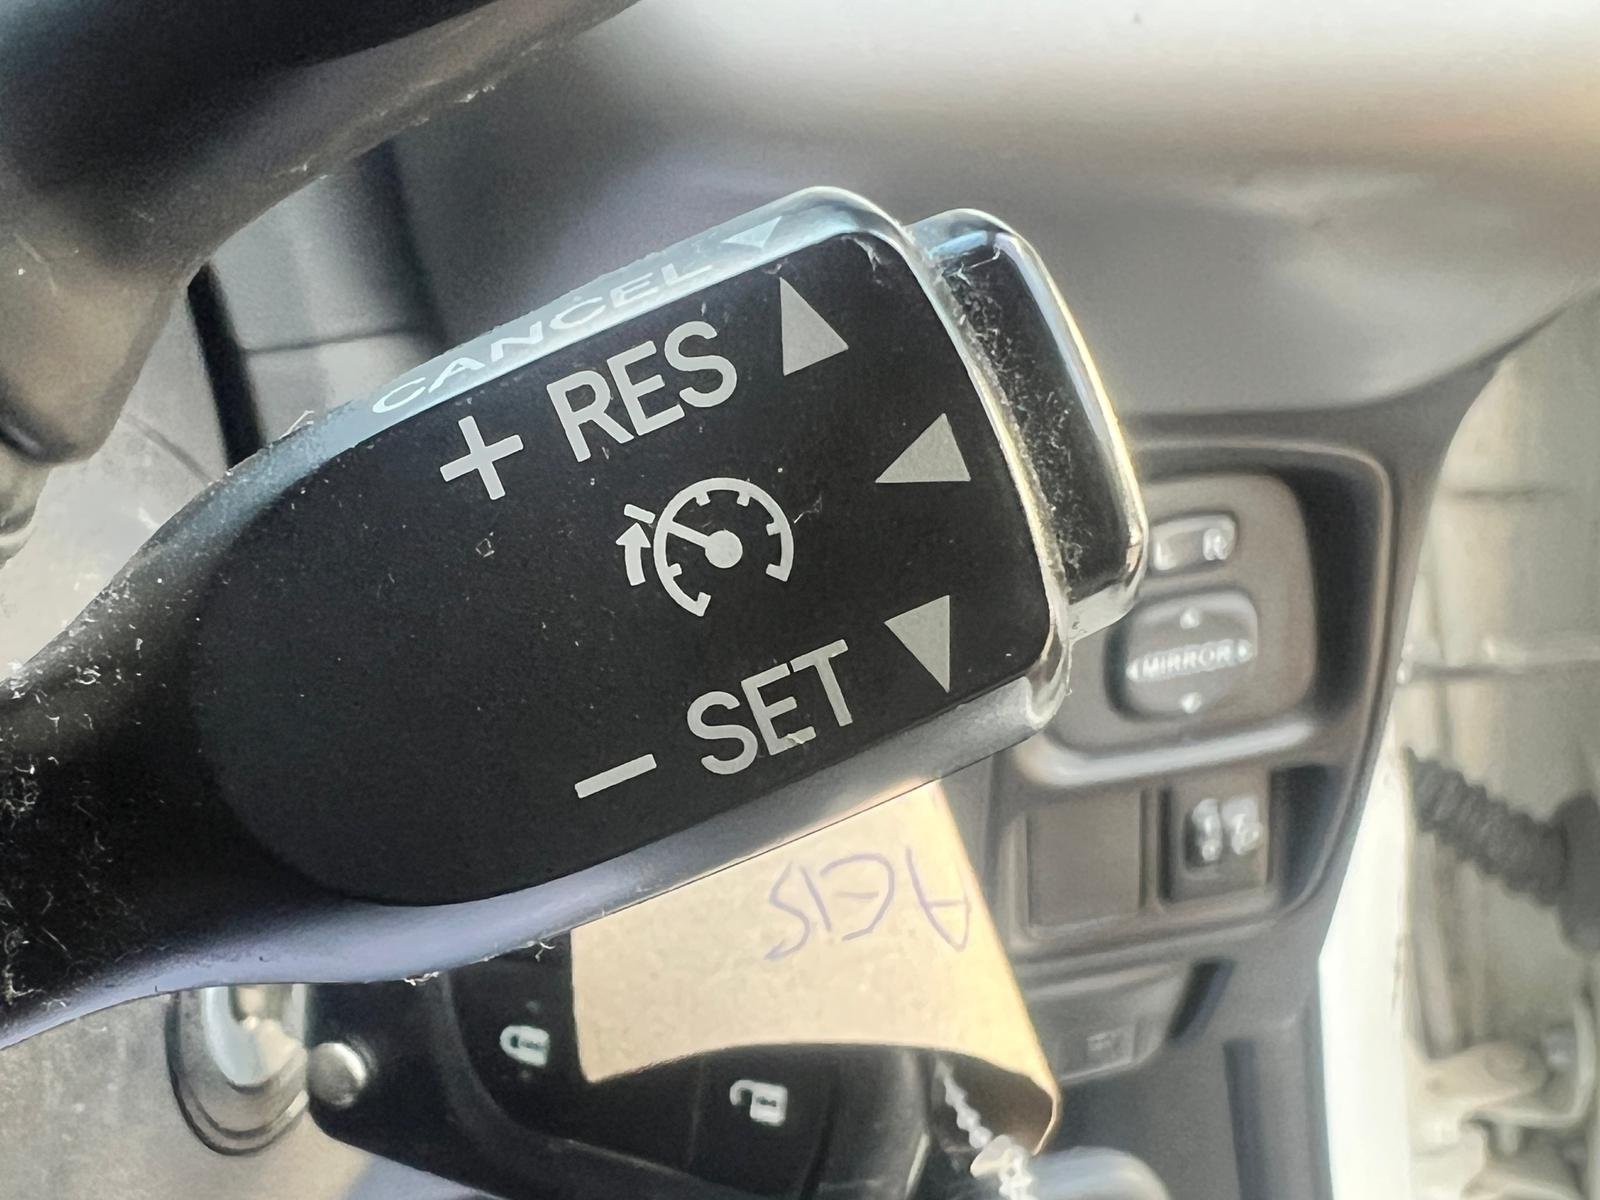 CANCEL
+ RES
– SET
L R
MIRROR